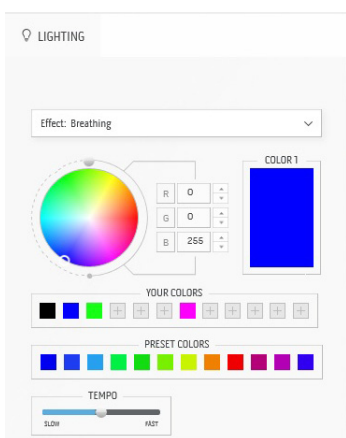 LIGHTING
Effect: Breathing
COLOR 1
R 0
G 0
B 255
YOUR COLORS
PRESET COLORS
TEMPO
SLOW FAST